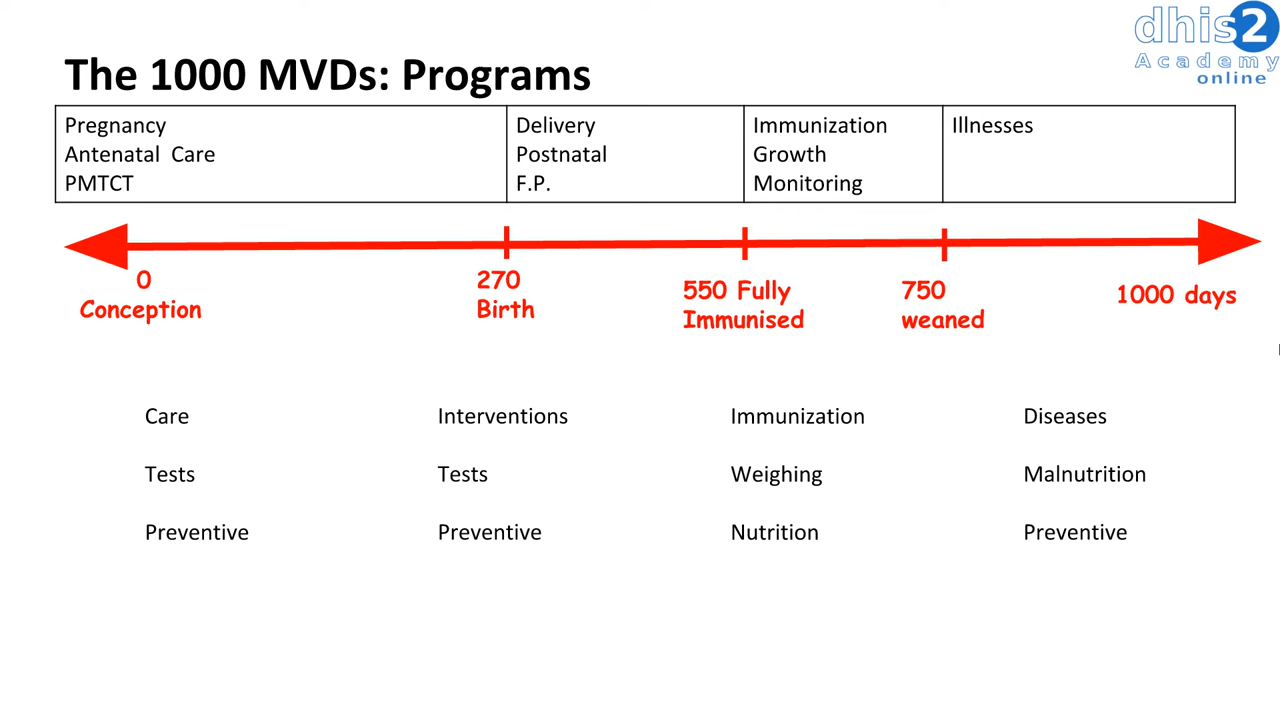 dhis2
Academy
online
The 1000 MVDs: Programs
Pregnancy
Antenatal Care
PMTCT
Delivery
Postnatal
F.P.
Immunization
Growth
Monitoring
Illnesses
0
Conception
270
Birth
550 Fully
Immunised
750
weaned
1000 days
Care
Interventions
Immunization
Diseases
Tests
Tests
Weighing
Malnutrition
Preventive
Preventive
Nutrition
Preventive